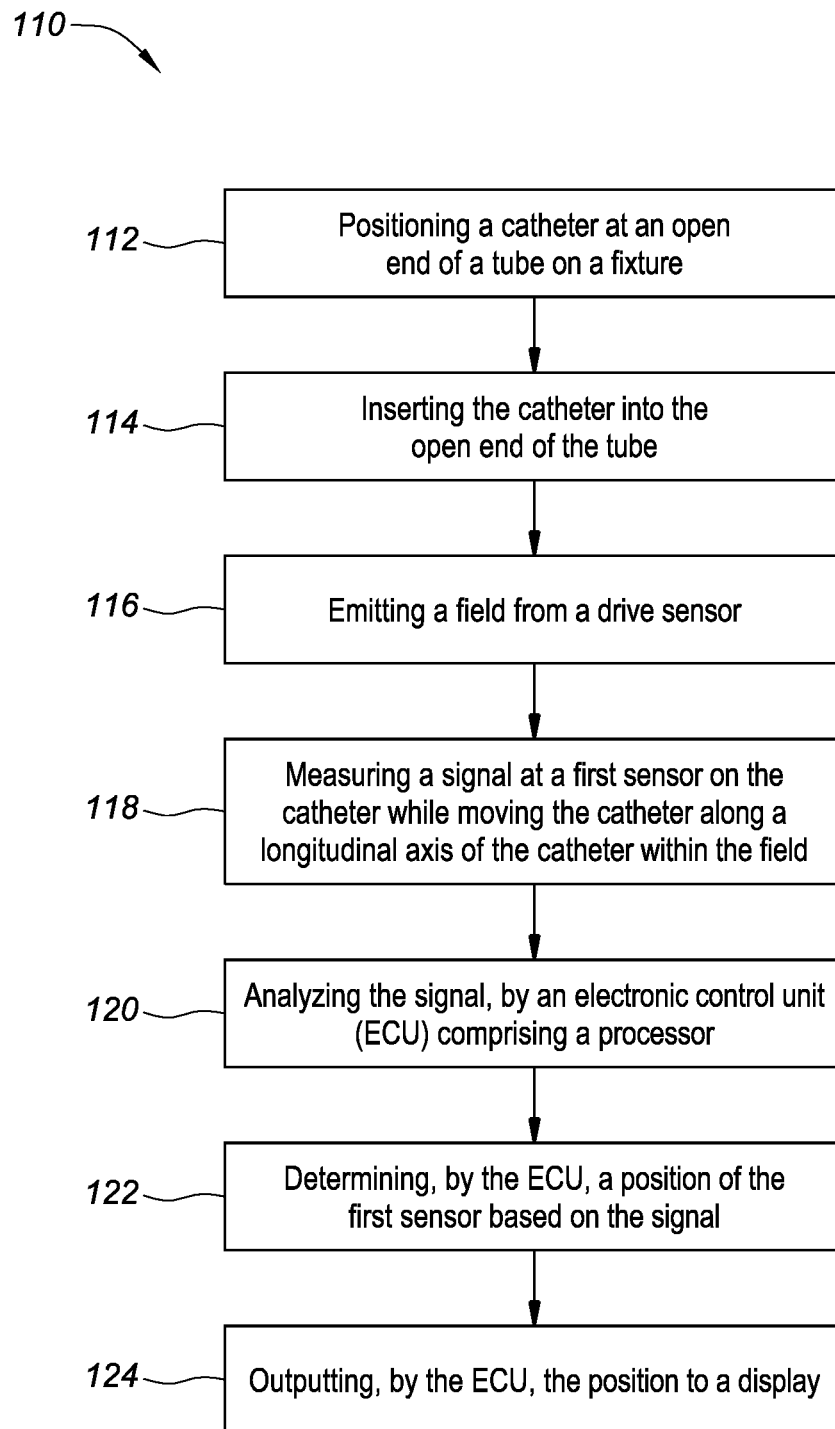 110
112
Positioning a catheter at an open
end of a tube on a fixture
114
Inserting the catheter into the
open end of the tube
116
Emitting a field from a drive sensor
118
Measuring a signal at a first sensor on the
catheter while moving the catheter along a
longitudinal axis of the catheter within the field
120
Analyzing the signal, by an electronic control unit
(ECU) comprising a processor
122
Determining, by the ECU, a position of the
first sensor based on the signal
124
Outputting, by the ECU, the position to a display